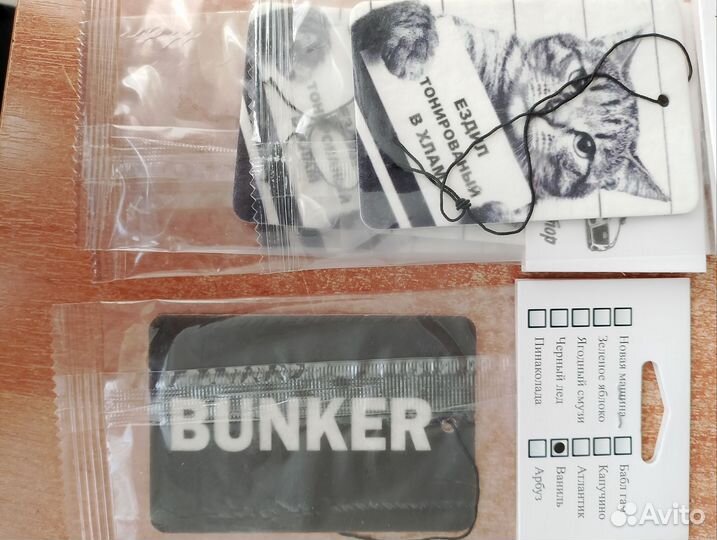 ЕЗДИЛ
ТОНИРОВАНЫЙ
В ХЛАМ
BUNKER
Новая машина
Зеленое яблоко
Ягодный смузи
Черный лед
Пинаколада
Бабл гам
Капучино
Атлантик
Ваниль
Арбуз
Avito